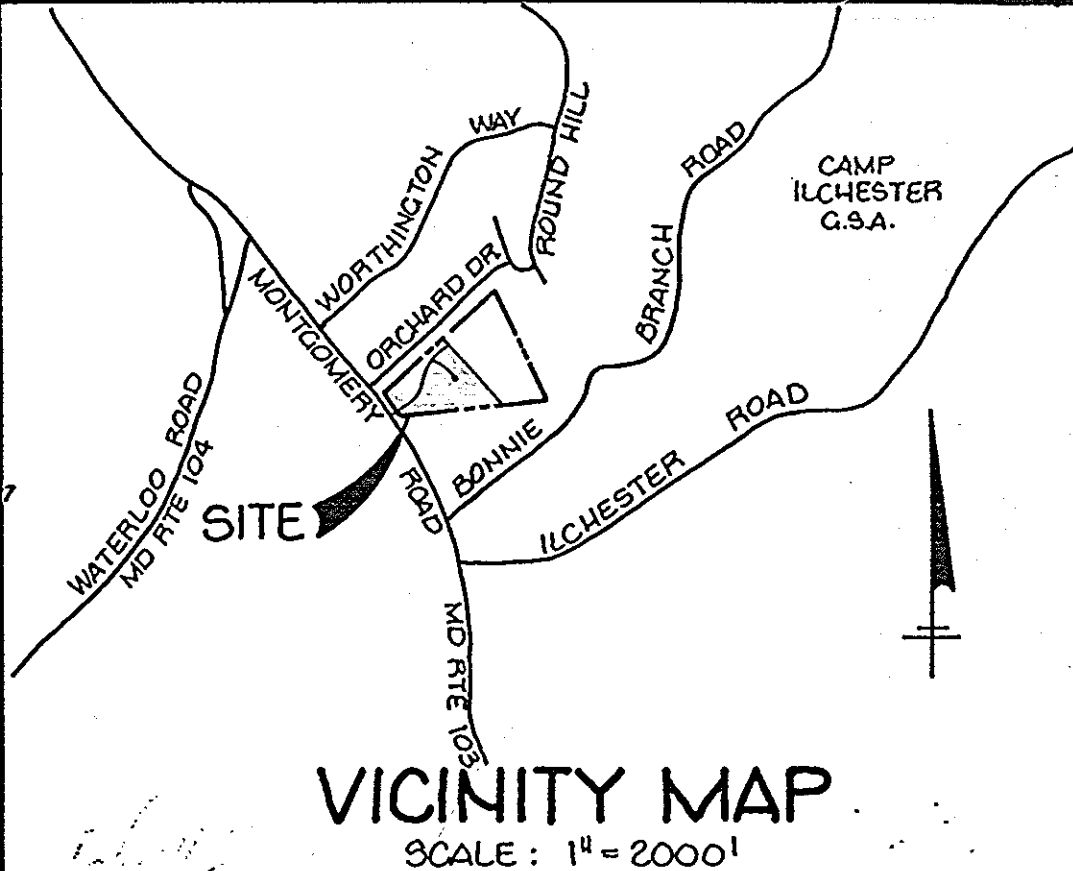 WORTHINGTON WAY
ROUND HILL
ROAD
CAMP
ILCHESTER
G.S.A.
BRANCH
ORCHARD DR
MONTGOMERY
WATERLOO ROAD
MD RTE 104
SITE
ROAD
BONNIE
ILCHESTER ROAD
MD RTE 103
7
VICINITY MAP
SCALE: 1" = 2000'